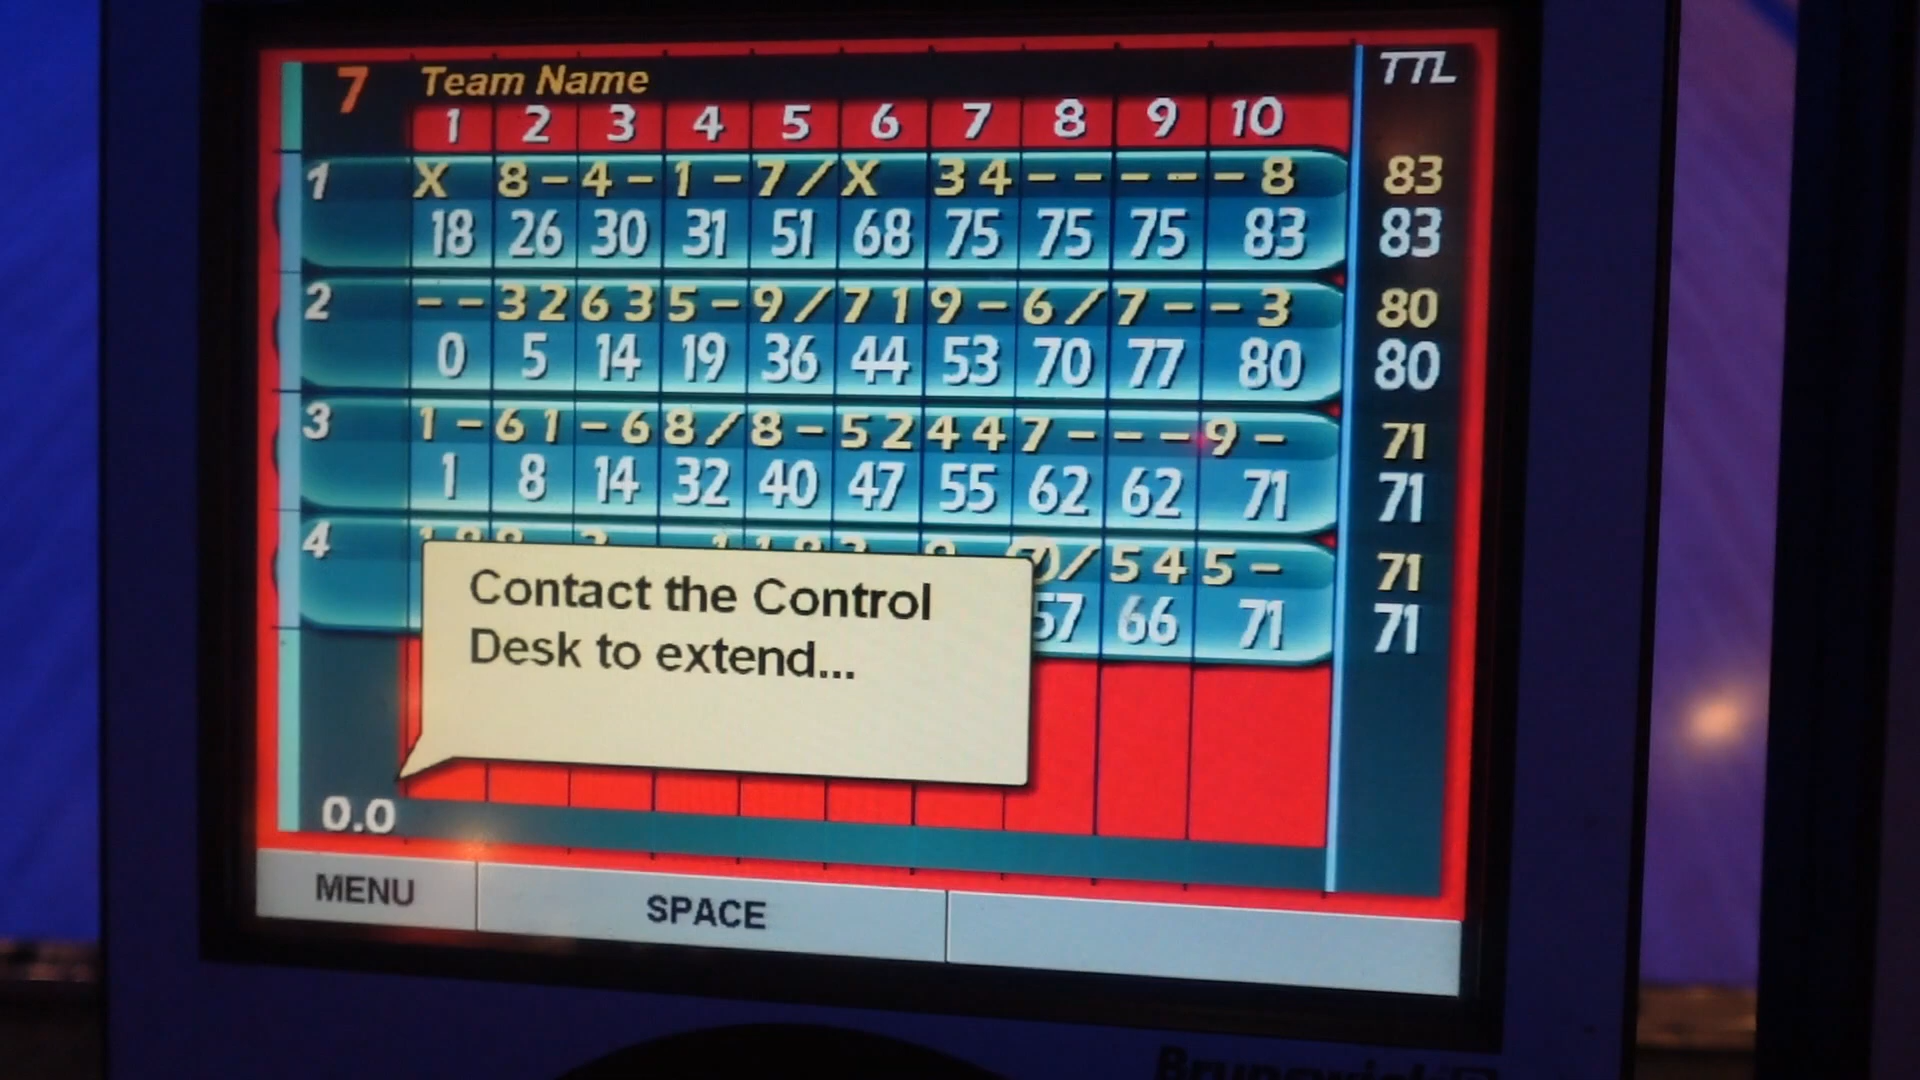 7 Team Name TTL
1 2 3 4 5 6 7 8 9 10
1 X 8 - 4 - 1 - 7 / X 3 4 - - - - - 8 83
18 26 30 31 51 68 75 75 75 83 83
2 - - 3 2 6 3 5 - 9 / 7 1 9 - 6 / 7 - - 3 80
0 5 14 19 36 44 53 70 77 80 80
3 1 - 6 1 - 6 8 / 8 - 5 2 4 4 7 - - - 9 - 71
1 8 14 32 40 47 55 62 62 71 71
4 / 5 4 5 - 71
57 66 71 71
Contact the Control
Desk to extend...
0.0
MENU SPACE
Brunswick